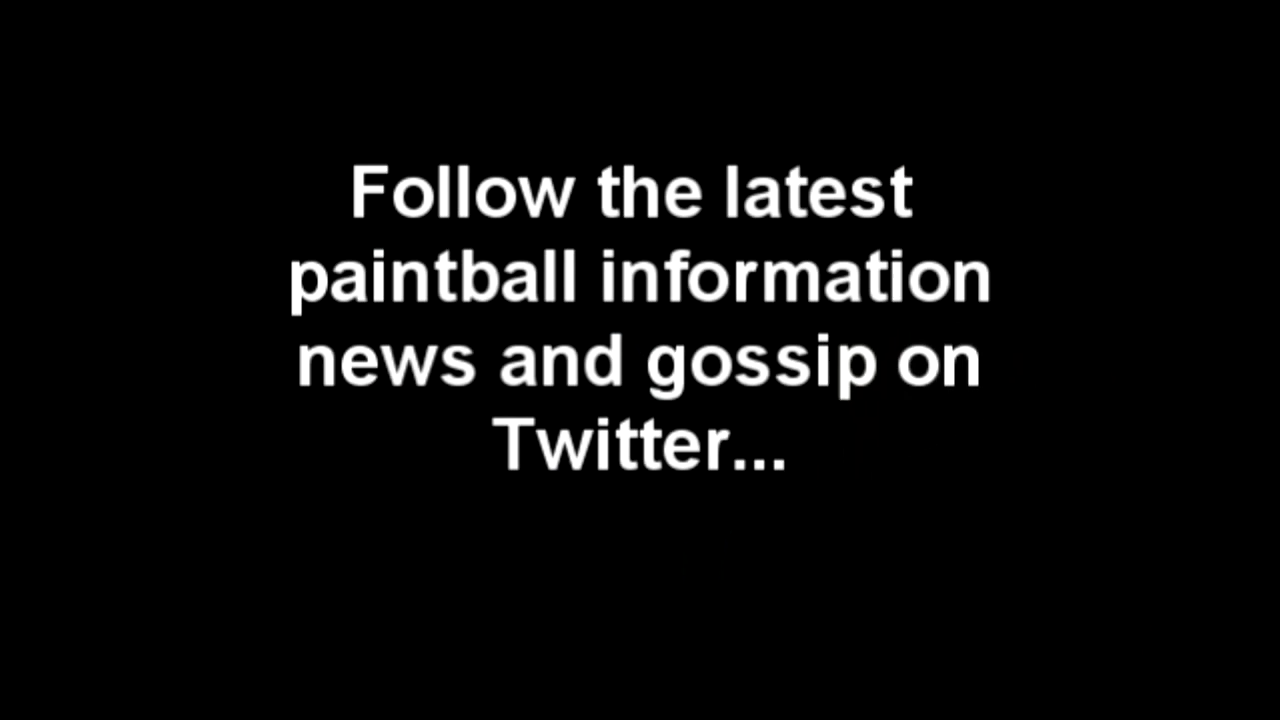 Follow the latest
paintball information
news and gossip on
Twitter...